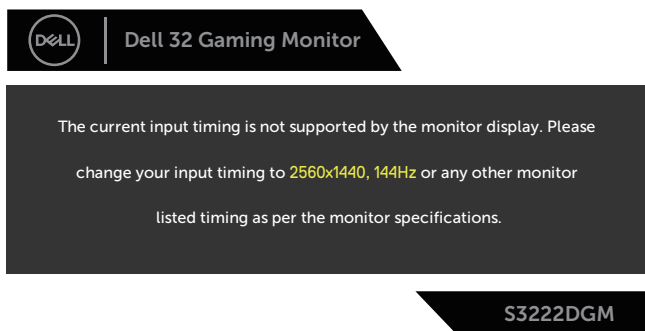 DELL
Dell 32 Gaming Monitor
The current input timing is not supported by the monitor display. Please
change your input timing to 2560x1440, 144Hz or any other monitor
listed timing as per the monitor specifications.
S3222DGM